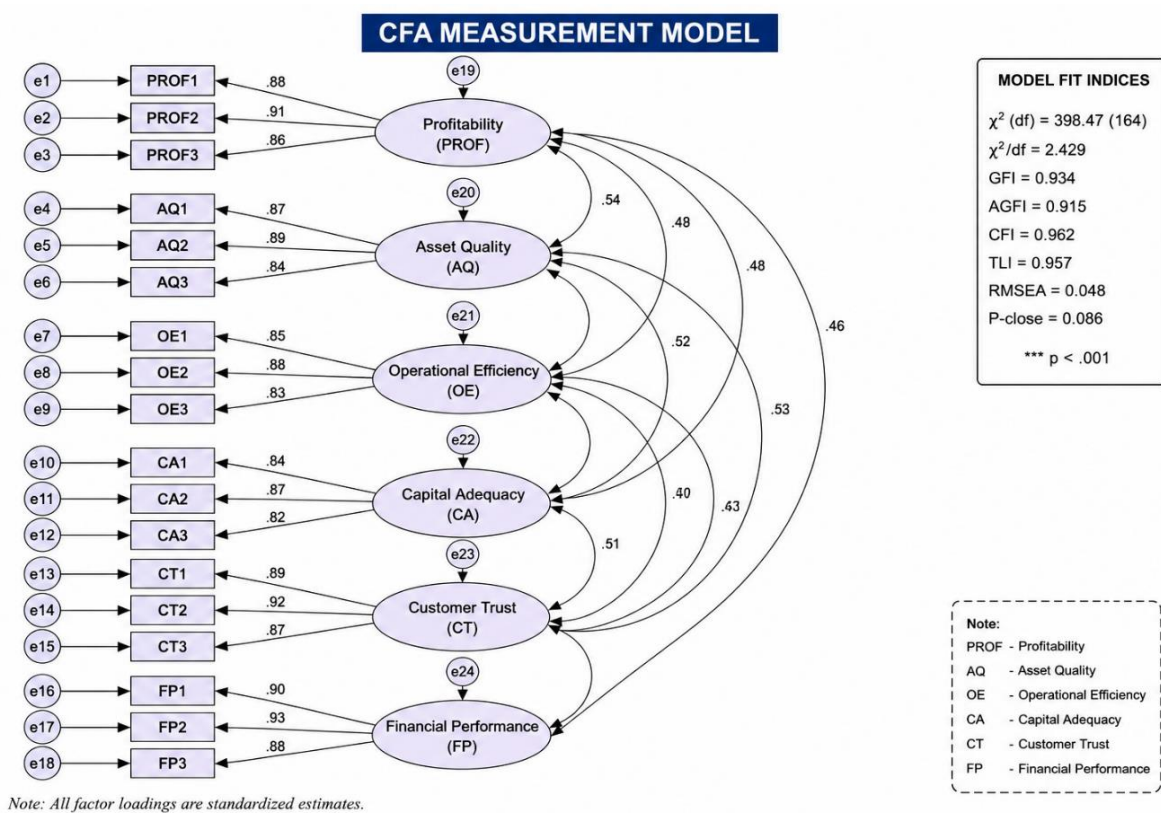 CFA MEASUREMENT MODEL
e1
PROF1
.88
e2
PROF2
.91
e3
PROF3
.86
e19
Profitability
(PROF)
e4
AQ1
.87
e5
AQ2
.89
e6
AQ3
.84
e20
Asset Quality
(AQ)
e7
OE1
.85
e8
OE2
.88
e9
OE3
.83
e21
Operational Efficiency
(OE)
e10
CA1
.84
e11
CA2
.87
e12
CA3
.82
e22
Capital Adequacy
(CA)
e13
CT1
.89
e14
CT2
.92
e15
CT3
.87
e23
Customer Trust
(CT)
e16
FP1
.90
e17
FP2
.93
e18
FP3
.88
e24
Financial Performance
(FP)
.54
.48
.48
.46
.52
.53
.40
.43
.51
MODEL FIT INDICES
χ² (df) = 398.47 (164)
χ²/df = 2.429
GFI = 0.934
AGFI = 0.915
CFI = 0.962
TLI = 0.957
RMSEA = 0.048
P-close = 0.086
*** p < .001
Note:
PROF - Profitability
AQ - Asset Quality
OE - Operational Efficiency
CA - Capital Adequacy
CT - Customer Trust
FP - Financial Performance
Note: All factor loadings are standardized estimates.